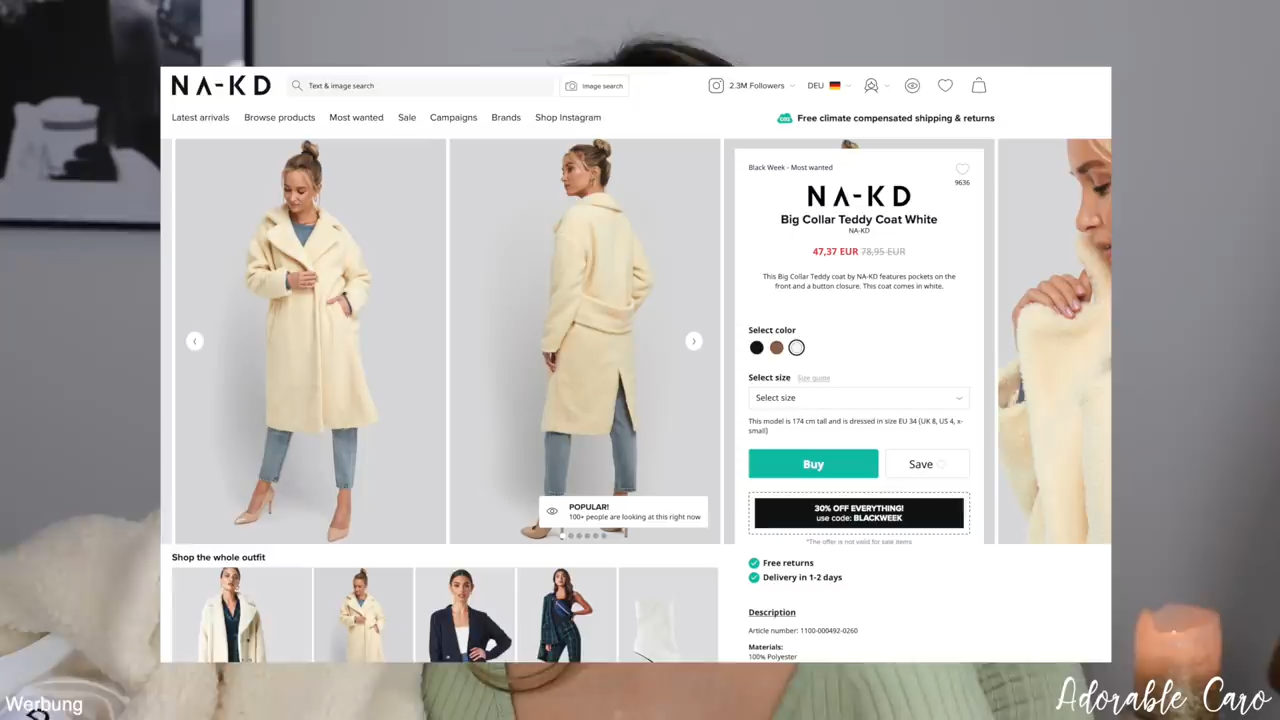 NA-KD
Text & image search
Image search
2.3M Followers
DEU
Latest arrivals
Browse products
Most wanted
Sale
Campaigns
Brands
Shop Instagram
Free climate compensated shipping & returns
Black Week - Most wanted
9636
NA-KD
Big Collar Teddy Coat White
NA-KD
47,37 EUR 78,95 EUR
This Big Collar Teddy coat by NA-KD features pockets on the
front and a button closure. This coat comes in white.
Select color
Select size Size guide
Select size
This model is 174 cm tall and is dressed in size EU 34 (UK 8, US 4, x-
small)
Buy
Save
30% OFF EVERYTHING!
use code: BLACKWEEK
*The offer is not valid for sale items
POPULAR!
100+ people are looking at this right now
Shop the whole outfit
Free returns
Delivery in 1-2 days
Description
Article number: 1100-000492-0260
Materials:
100% Polyester
Werbung
Adorable Caro